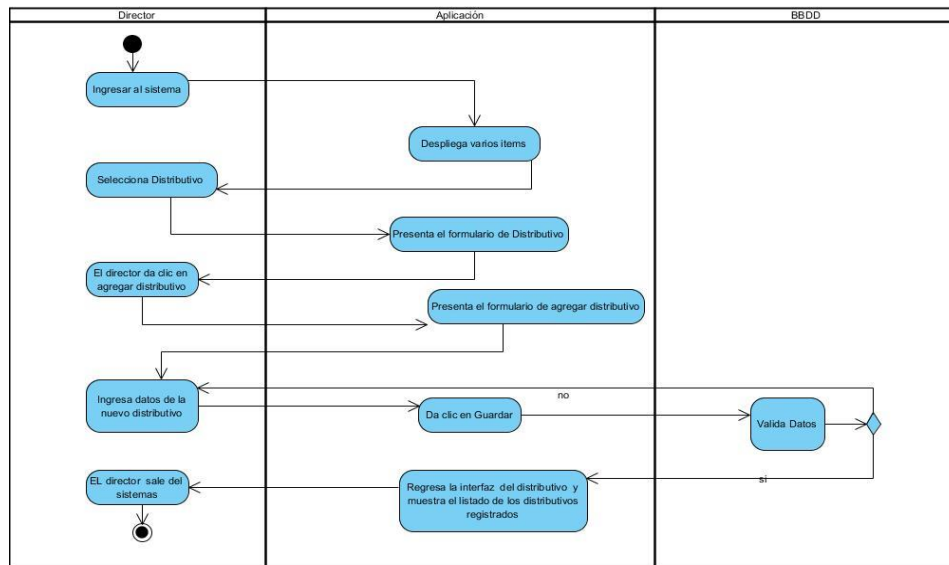 Director
Aplicación
BBDD
Ingresar al sistema
Despliega varios items
Selecciona Distributivo
Presenta el formulario de Distributivo
El director da clic en
agregar distributivo
Presenta el formulario de agregar distributivo
no
Ingresa datos de la
nuevo distributivo
Da clic en Guardar
Valida Datos
si
EL director sale del
sistemas
Regresa la interfaz del distributivo y
muestra el listado de los distributivos
registrados